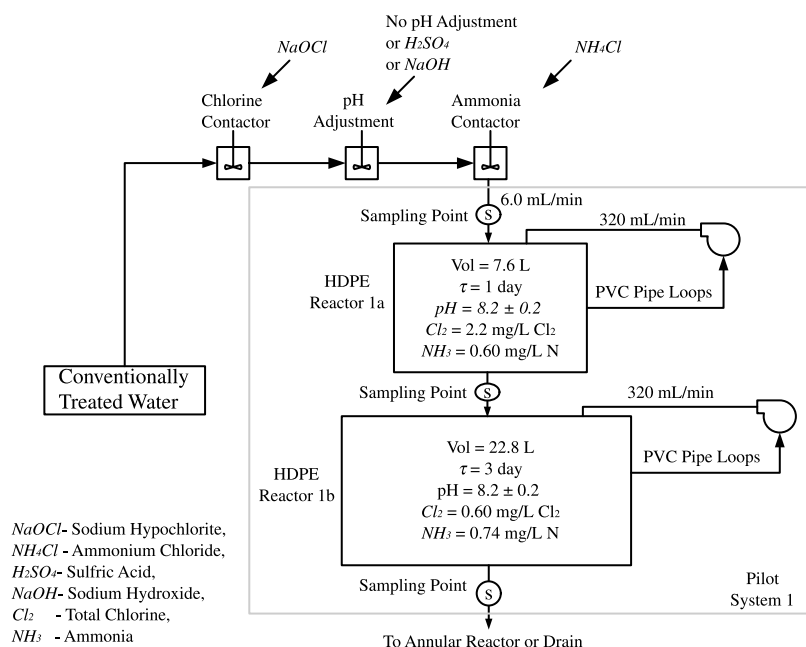 No pH Adjustment
or H₂SO₄
or NaOH
NaOCl
NH₄Cl
Chlorine
Contactor
pH
Adjustment
Ammonia
Contactor
6.0 mL/min
Sampling Point
S
320 mL/min
HDPE
Reactor 1a
Vol = 7.6 L
τ = 1 day
pH = 8.2 ± 0.2
Cl₂ = 2.2 mg/L Cl₂
NH₃ = 0.60 mg/L N
PVC Pipe Loops
Conventionally
Treated Water
Sampling Point
S
320 mL/min
HDPE
Reactor 1b
Vol = 22.8 L
τ = 3 day
pH = 8.2 ± 0.2
Cl₂ = 0.60 mg/L Cl₂
NH₃ = 0.74 mg/L N
PVC Pipe Loops
NaOCl- Sodium Hypochlorite,
NH₄Cl - Ammonium Chloride,
H₂SO₄- Sulfric Acid,
NaOH- Sodium Hydroxide,
Cl₂ - Total Chlorine,
NH₃ - Ammonia
Sampling Point
S
Pilot
System 1
To Annular Reactor or Drain